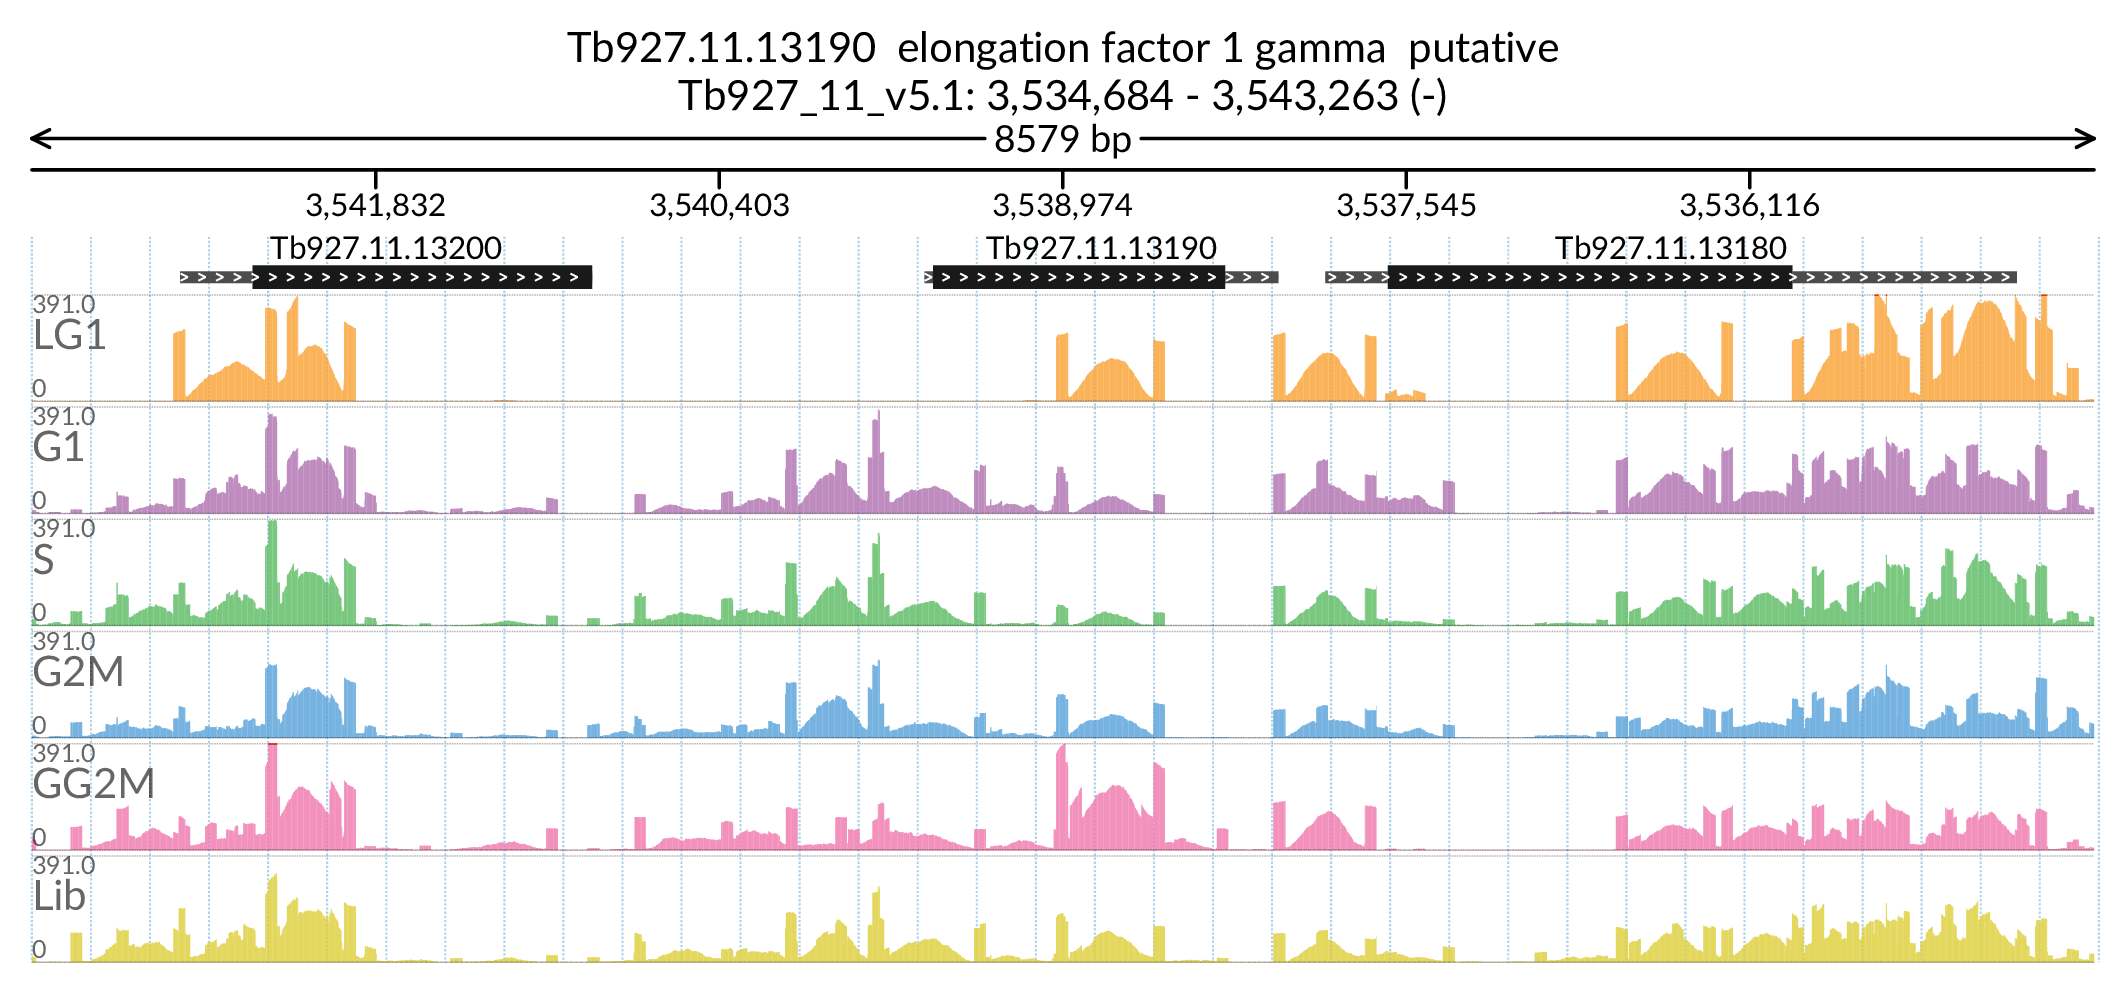 Tb927.11.13190 elongation factor 1 gamma putative
Tb927_11_v5.1: 3,534,684 - 3,543,263 (-)
8579 bp
3,541,832 3,540,403 3,538,974 3,537,545 3,536,116
Tb927.11.13200 Tb927.11.13190 Tb927.11.13180
391.0
LG1
0
391.0
G1
0
391.0
S
0
391.0
G2M
0
391.0
GG2M
0
391.0
Lib
0